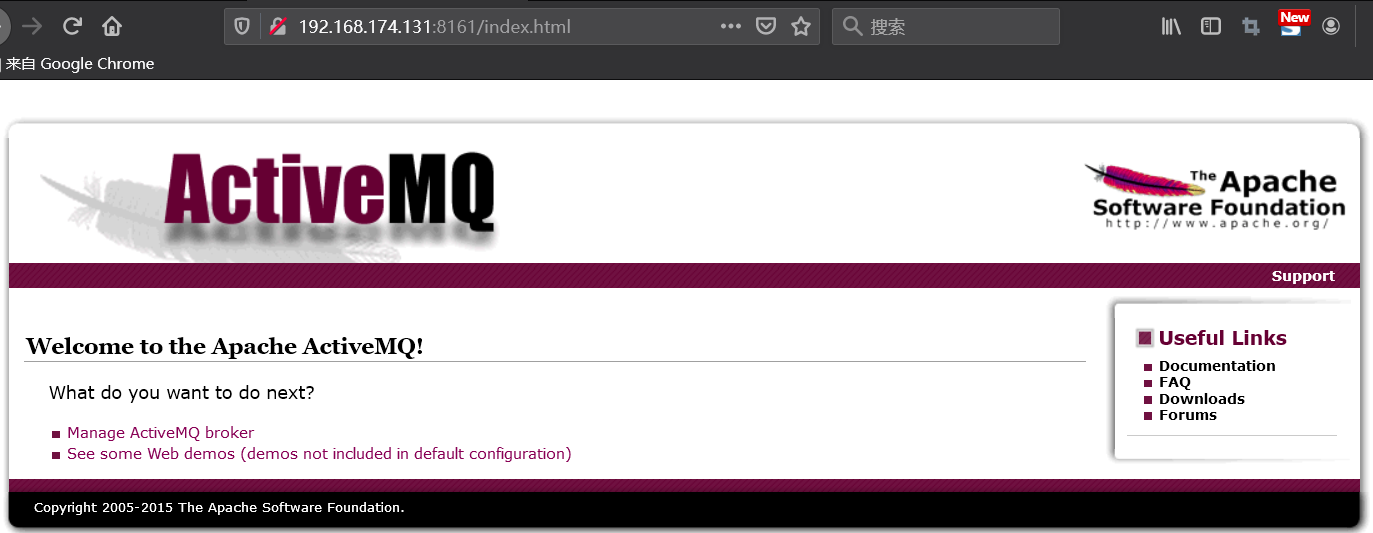 192.168.174.131:8161/index.html
搜索
New
来自 Google Chrome
ActiveMQ
The Apache
Software Foundation
http://www.apache.org/
Support
Welcome to the Apache ActiveMQ!
What do you want to do next?
Manage ActiveMQ broker
See some Web demos (demos not included in default configuration)
Useful Links
Documentation
FAQ
Downloads
Forums
Copyright 2005-2015 The Apache Software Foundation.